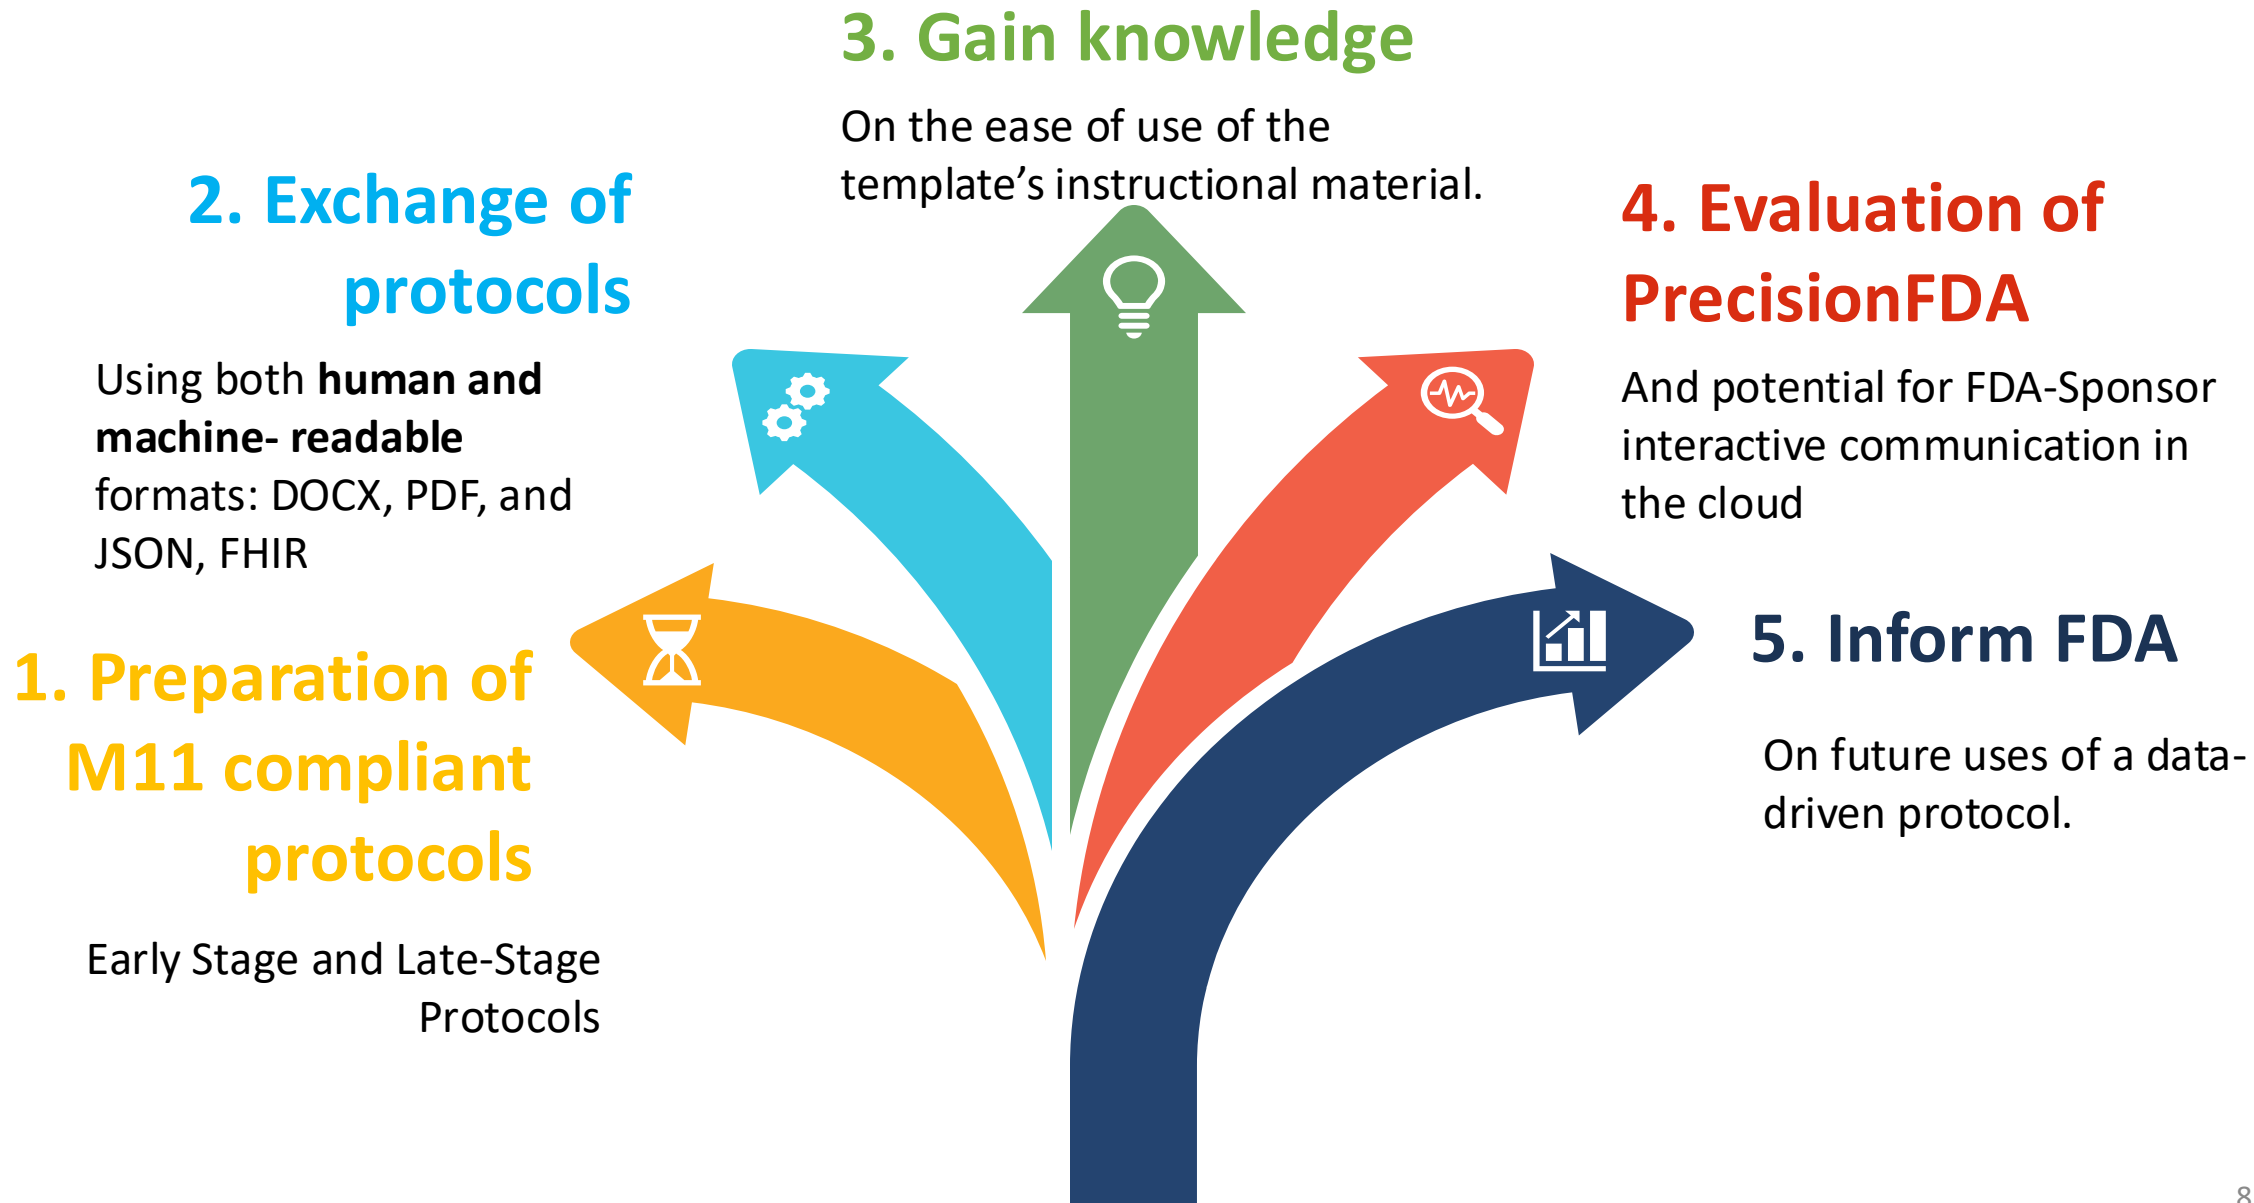 3. Gain knowledge
On the ease of use of the
template’s instructional material.
2. Exchange of
protocols
Using both human and
machine- readable
formats: DOCX, PDF, and
JSON, FHIR
1. Preparation of
M11 compliant
protocols
Early Stage and Late-Stage
Protocols
4. Evaluation of
PrecisionFDA
And potential for FDA-Sponsor
interactive communication in
the cloud
5. Inform FDA
On future uses of a data-
driven protocol.
8